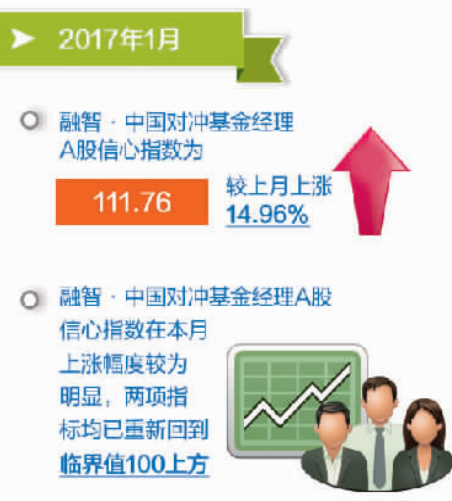 2017年1月
融智·中国对冲基金经理
A股信心指数为
111.76
较上月上涨
14.96%
融智·中国对冲基金经理A股
信心指数在本月
上涨幅度较为
明显，两项指
标均已重新回到
临界值100上方